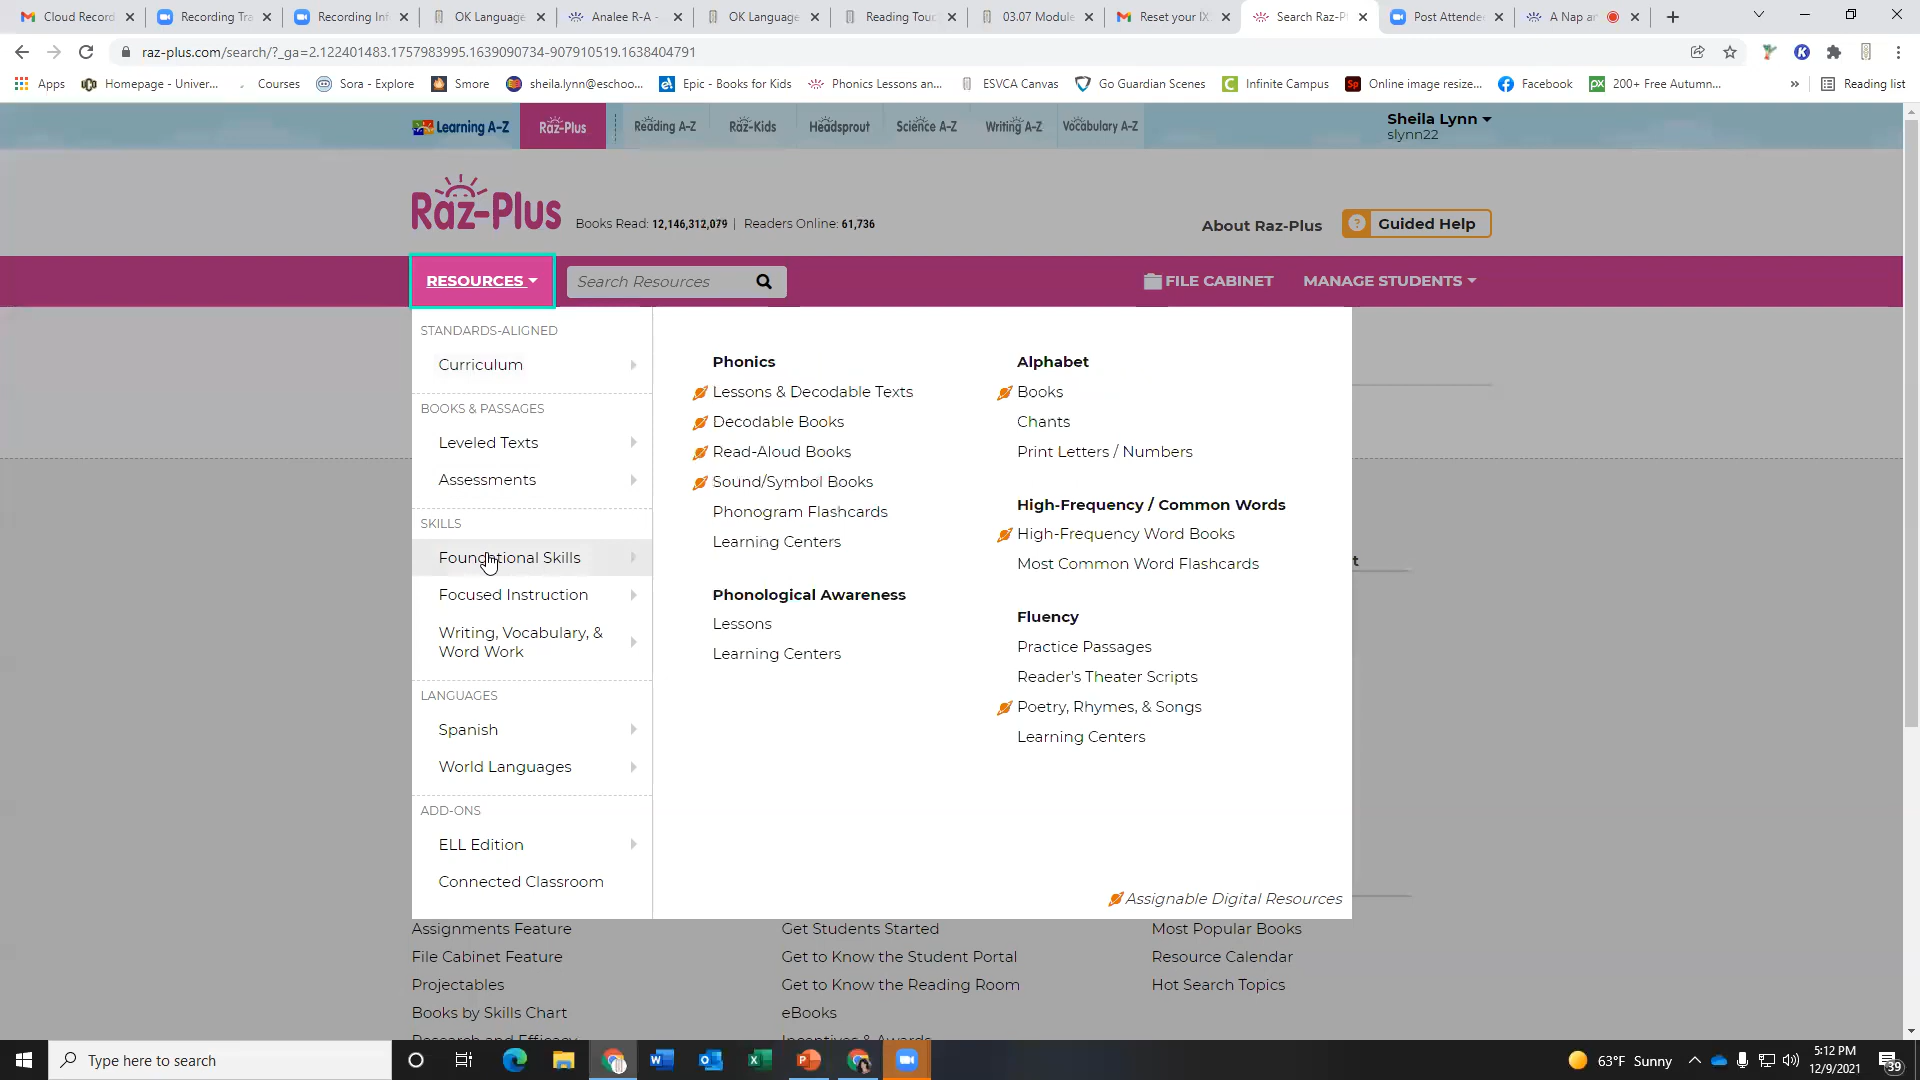 Cloud Record
Recording Tra
Recording Inf
OK Language
Analee R-A -
OK Language
Reading Touc
03.07 Module
Reset your IX
Search Raz-Pl
Post Attende
A Nap a
raz-plus.com/search/?_ga=2.122401483.1757983995.1639090734-907910519.1638404791
Apps
Homepage - Univer...
Courses
Sora - Explore
Smore
sheila.lynn@eschoo...
Epic - Books for Kids
Phonics Lessons an...
ESVCA Canvas
Go Guardian Scenes
Infinite Campus
Online image resize...
Facebook
200+ Free Autumn...
»
Reading list
Learning A-Z
Raz-Plus
Reading A-Z
Raz-Kids
Headsprout
Science A-Z
Writing A-Z
Vocabulary A-Z
Sheila Lynn
slynn22
Raz-Plus
Books Read: 12,146,312,079 | Readers Online: 61,736
About Raz-Plus
? Guided Help
RESOURCES
Search Resources
FILE CABINET
MANAGE STUDENTS
STANDARDS-ALIGNED
Curriculum
BOOKS & PASSAGES
Leveled Texts
Assessments
SKILLS
Foundational Skills
Focused Instruction
Writing, Vocabulary, &
Word Work
LANGUAGES
Spanish
World Languages
ADD-ONS
ELL Edition
Connected Classroom
Phonics
Lessons & Decodable Texts
Decodable Books
Read-Aloud Books
Sound/Symbol Books
Phonogram Flashcards
Learning Centers
Phonological Awareness
Lessons
Learning Centers
Alphabet
Books
Chants
Print Letters / Numbers
High-Frequency / Common Words
High-Frequency Word Books
Most Common Word Flashcards
Fluency
Practice Passages
Reader's Theater Scripts
Poetry, Rhymes, & Songs
Learning Centers
Assignable Digital Resources
t
Assignments Feature
File Cabinet Feature
Projectables
Books by Skills Chart
Research and Efficacy
Get Students Started
Get to Know the Student Portal
Get to Know the Reading Room
eBooks
Incentives & Awards
Most Popular Books
Resource Calendar
Hot Search Topics
Type here to search
63°F Sunny
5:12 PM
12/9/2021
39